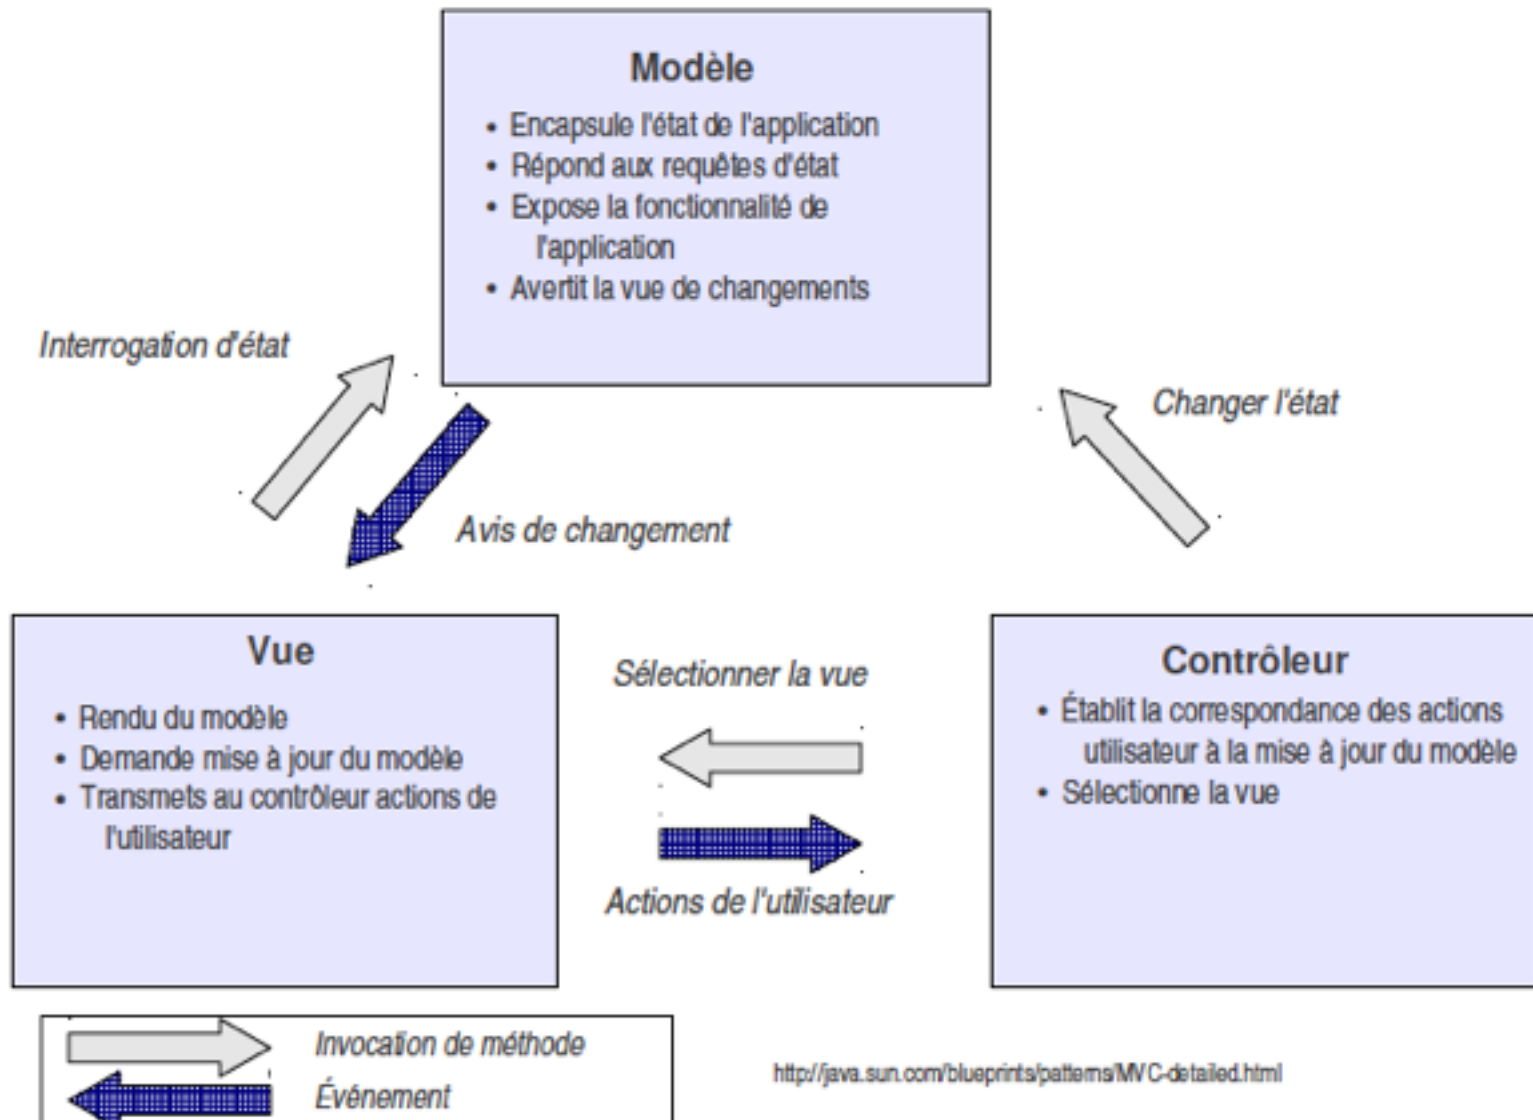 Modèle
• Encapsule l'état de l'application
• Répond aux requêtes d'état
• Expose la fonctionnalité de
l'application
• Avertit la vue de changements
Interrogation d'état
Changer l'état
Avis de changement
Vue
• Rendu du modèle
• Demande mise à jour du modèle
• Transmets au contrôleur actions de
l'utilisateur
Sélectionner la vue
Actions de l'utilisateur
Contrôleur
• Établit la correspondance des actions
utilisateur à la mise à jour du modèle
• Sélectionne la vue
Invocation de méthode
Événement
http://java.sun.com/blueprints/patterns/MVC-detailed.html